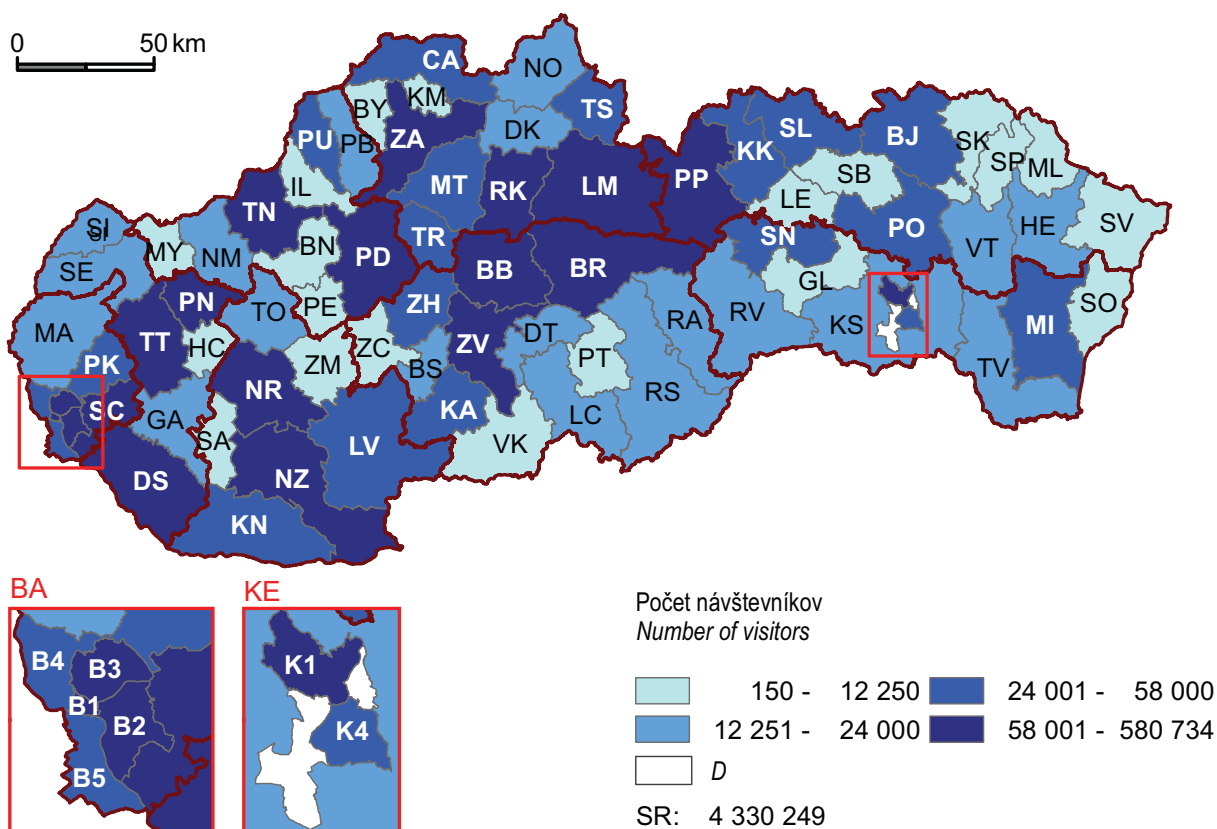 0 50 km
CA
NO
BY
KM
TS
PU
PB
ZA
DK
SL
BJ
KK
SK
SP
ML
IL
MT
RK
LM
PP
SB
LE
TN
TR
PO
HE
SV
SI
MY
NM
BN
PD
SN
VT
SE
BB
BR
GL
PN
TO
PE
ZH
RV
KS
SO
MA
TT
HC
ZC
ZV
DT
RA
MI
PK
ZM
BS
PT
TV
SC
NR
KA
RS
GA
SA
LV
LC
VK
DS
NZ
KN
BA
B4
B3
B1
B2
B5
KE
K1
K4
Počet návštevníkov
Number of visitors
150 - 12 250
24 001 - 58 000
12 251 - 24 000
58 001 - 580 734
D
SR: 4 330 249